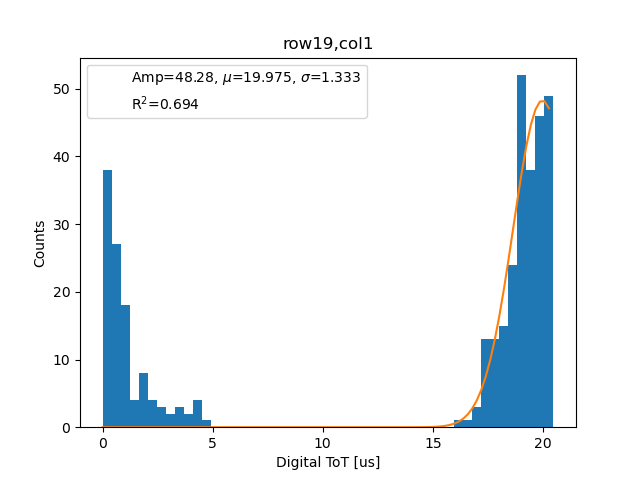 row19,col1
Amp=48.28, μ=19.975, σ=1.333
R²=0.694
50
40
30
20
10
0
Counts
0 5 10 15 20
Digital ToT [us]